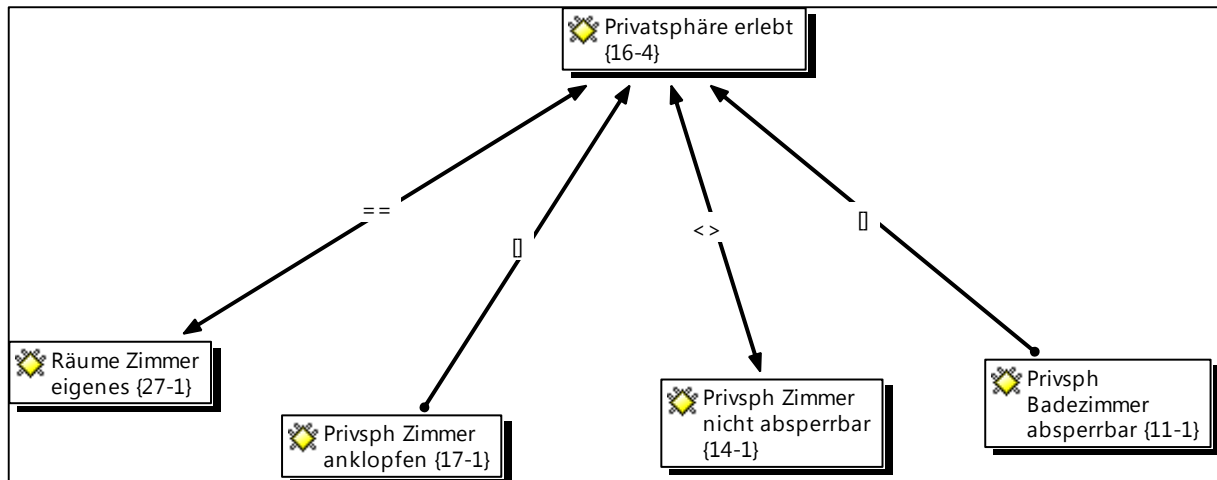 Privatsphäre erlebt
{16-4}
==
[]
<>
[]
Räume Zimmer
eigenes {27-1}
Privsph Zimmer
anklopfen {17-1}
Privsph Zimmer
nicht absperrbar
{14-1}
Privsph
Badezimmer
absperrbar {11-1}